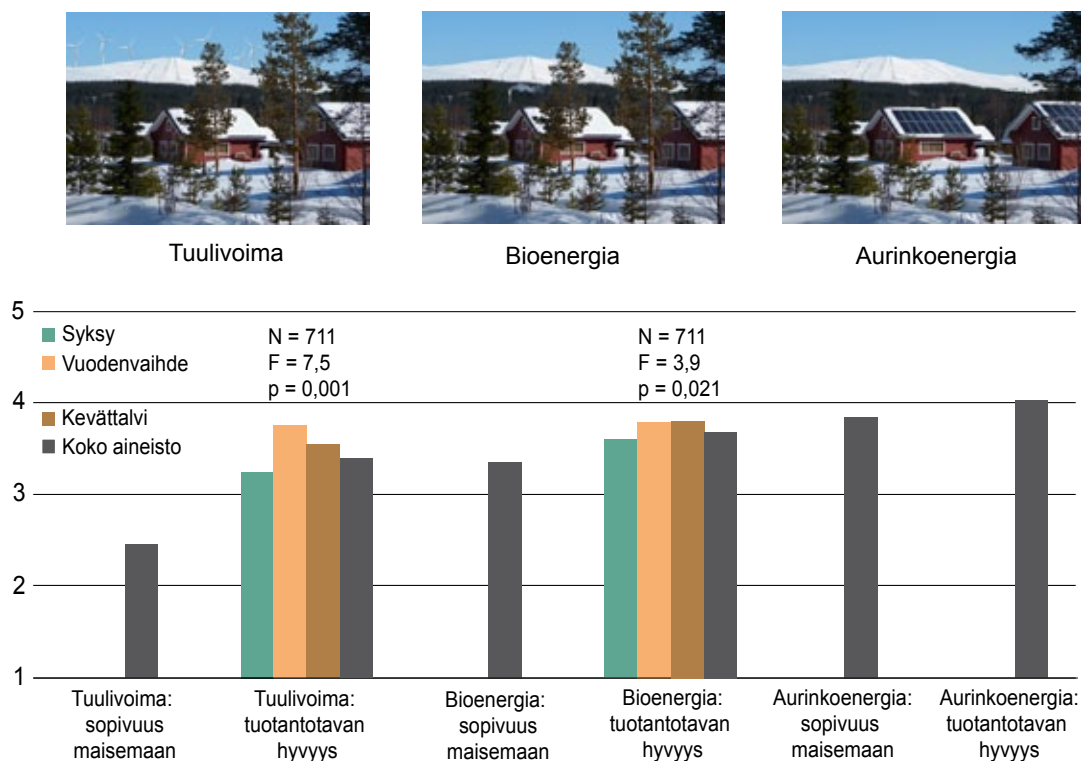 Tuulivoima
Bioenergia
Aurinkoenergia
5
4
3
2
1
Syksy
Vuodenvaihde
Kevättalvi
Koko aineisto
N = 711
F = 7,5
p = 0,001
N = 711
F = 3,9
p = 0,021
Tuulivoima:
sopivuus
maisemaan
Tuulivoima:
tuotantotavan
hyvyys
Bioenergia:
sopivuus
maisemaan
Bioenergia:
tuotantotavan
hyvyys
Aurinkoenergia:
sopivuus
maisemaan
Aurinkoenergia:
tuotantotavan
hyvyys